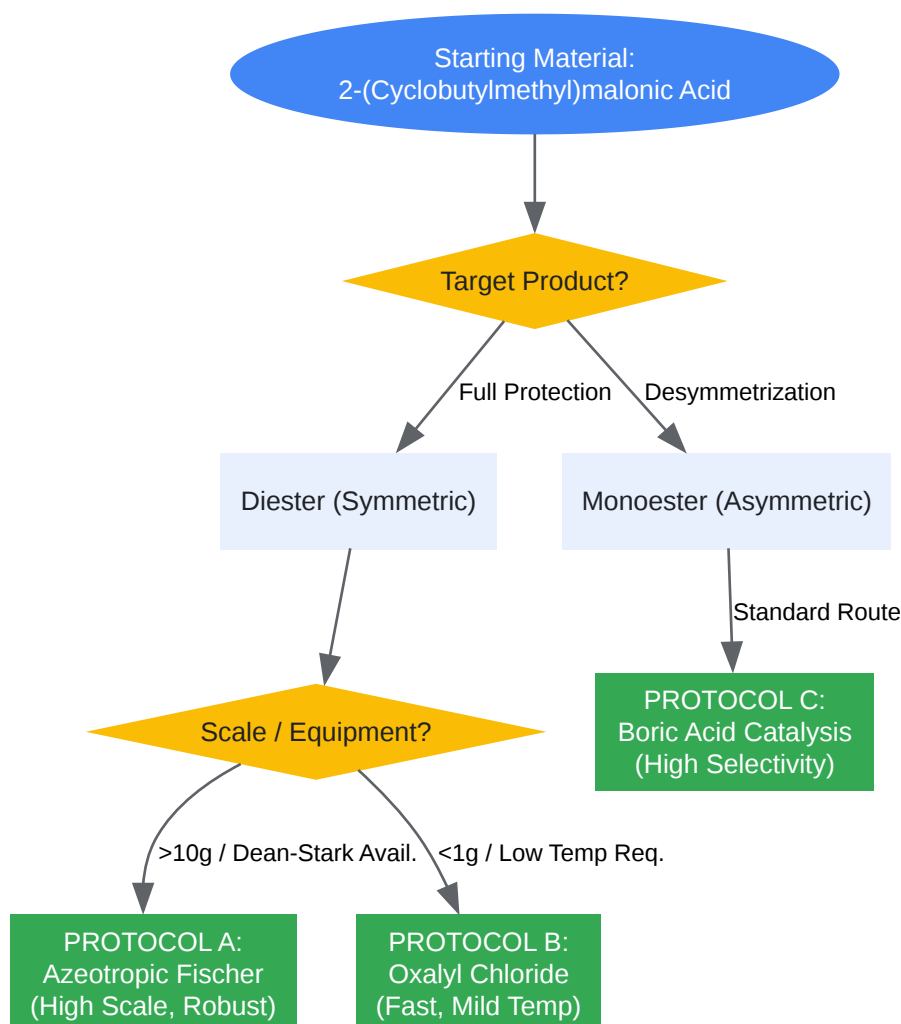 Starting Material:
2-(Cyclobutylmethyl)malonic Acid
Target Product?
Full Protection
Desymmetrization
Diester (Symmetric)
Monoester (Asymmetric)
Standard Route
PROTOCOL C:
Boric Acid Catalysis
(High Selectivity)
Scale / Equipment?
>10g / Dean-Stark Avail.
<1g / Low Temp Req.
PROTOCOL A:
Azeotropic Fischer
(High Scale, Robust)
PROTOCOL B:
Oxalyl Chloride
(Fast, Mild Temp)